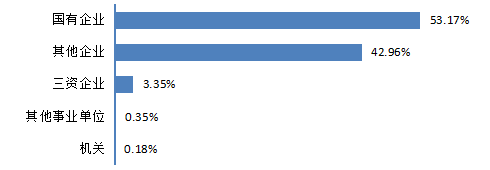 国有企业 53.17%
其他企业 42.96%
三资企业 3.35%
其他事业单位 0.35%
机关 0.18%